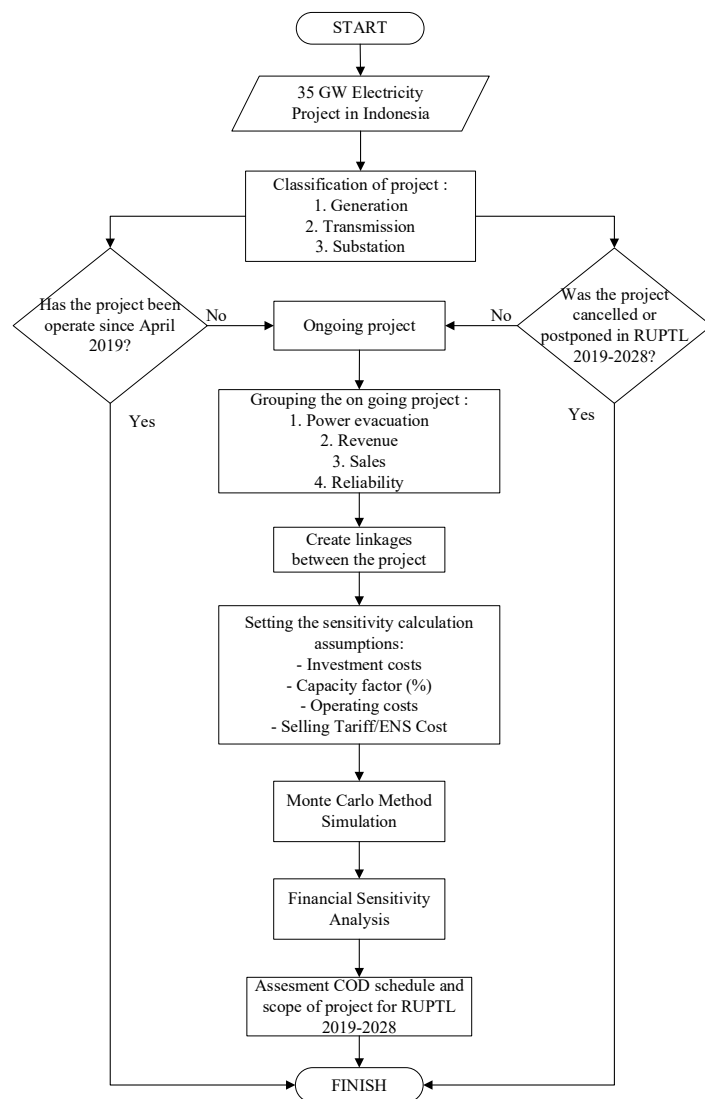 START
35 GW Electricity
Project in Indonesia
Classification of project :
1. Generation
2. Transmission
3. Substation
Has the project been
operate since April
2019?
No
Ongoing project
No
Was the project
cancelled or
postponed in RUPTL
2019-2028?
Yes
Grouping the on going project :
1. Power evacuation
2. Revenue
3. Sales
4. Reliability
Yes
Create linkages
between the project
Setting the sensitivity calculation
assumptions:
- Investment costs
- Capacity factor (%)
- Operating costs
- Selling Tariff/ENS Cost
Monte Carlo Method
Simulation
Financial Sensitivity
Analysis
Assesment COD schedule and
scope of project for RUPTL
2019-2028
FINISH